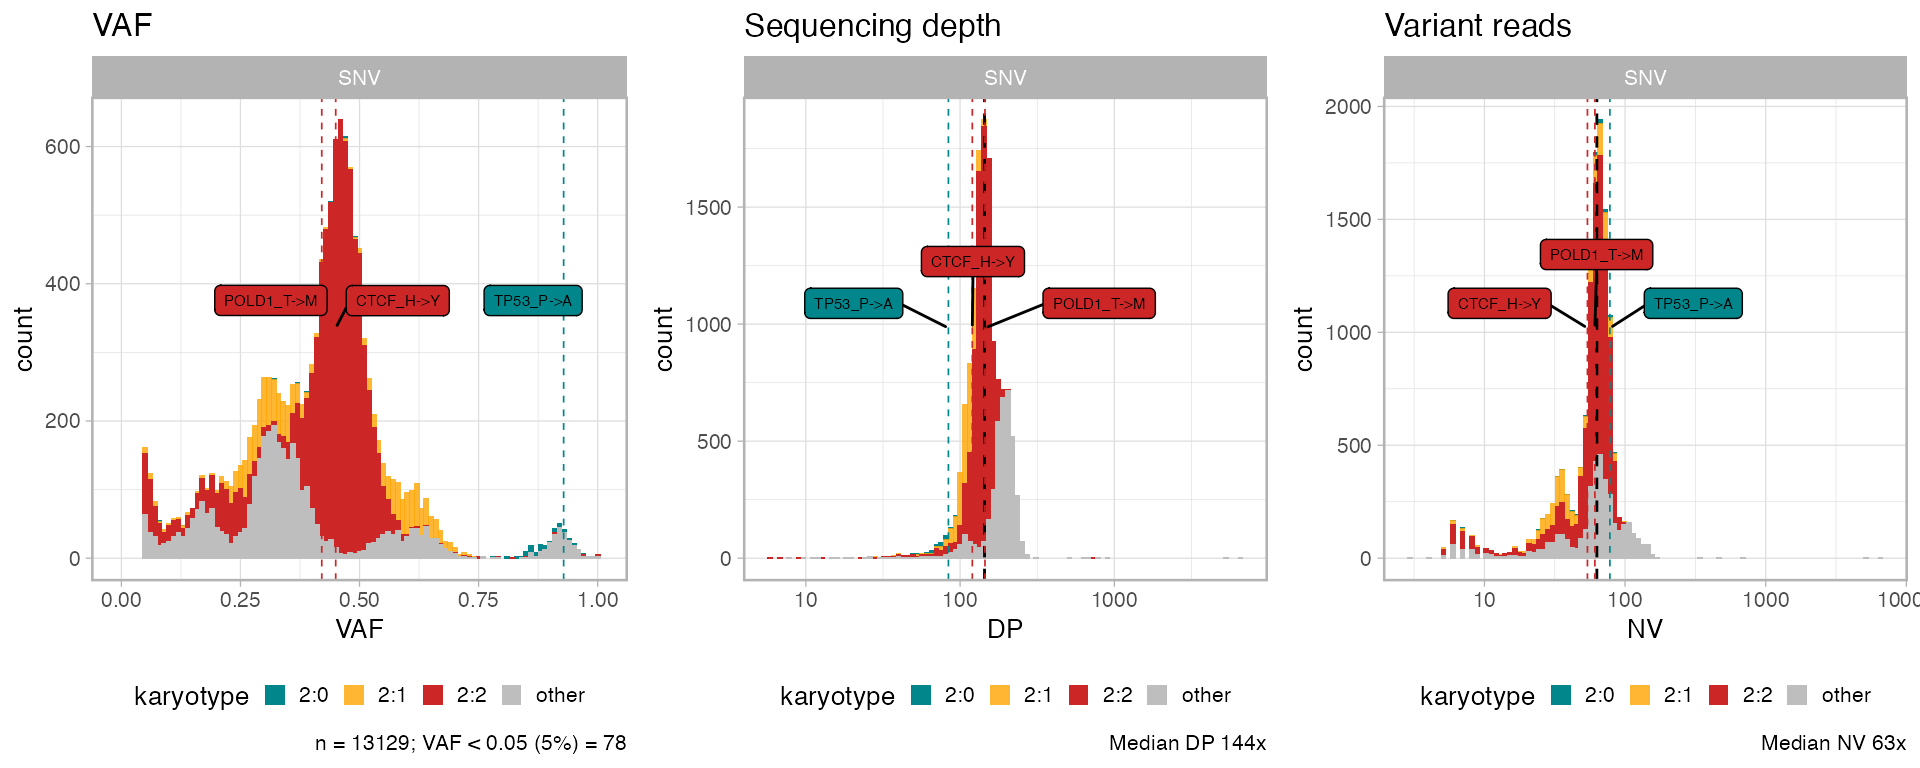 VAF
SNV
600
400
200
0
count
POLD1_T->M
CTCF_H->Y
TP53_P->A
0.00
0.25
0.50
0.75
1.00
VAF
karyotype
2:0
2:1
2:2
other
n = 13129; VAF < 0.05 (5%) = 78
Sequencing depth
SNV
1500
1000
500
0
count
CTCF_H->Y
TP53_P->A
POLD1_T->M
10
100
1000
DP
karyotype
2:0
2:1
2:2
other
Median DP 144x
Variant reads
SNV
2000
1500
1000
500
0
count
POLD1_T->M
CTCF_H->Y
TP53_P->A
10
100
1000
1000
NV
karyotype
2:0
2:1
2:2
other
Median NV 63x